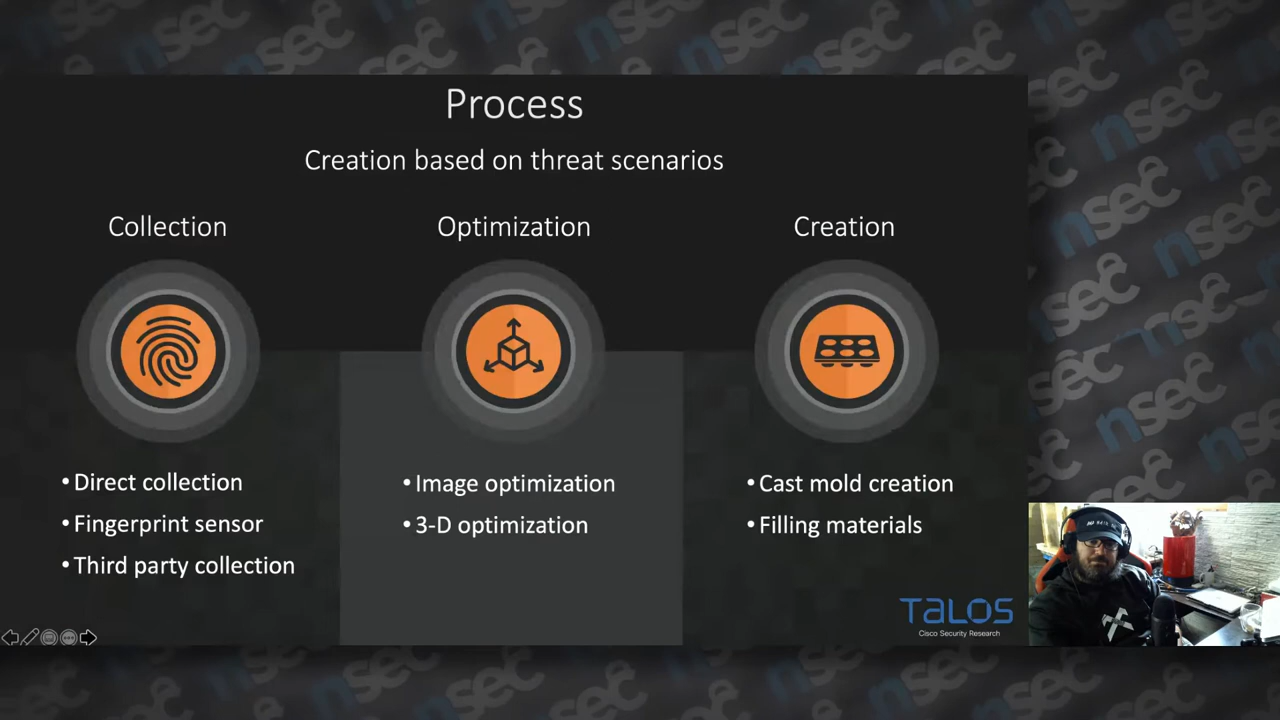 Process
Creation based on threat scenarios
Collection
Optimization
Creation
• Direct collection
• Fingerprint sensor
• Third party collection
• Image optimization
• 3-D optimization
• Cast mold creation
• Filling materials
TaLOS
Cisco Security Research
nsec